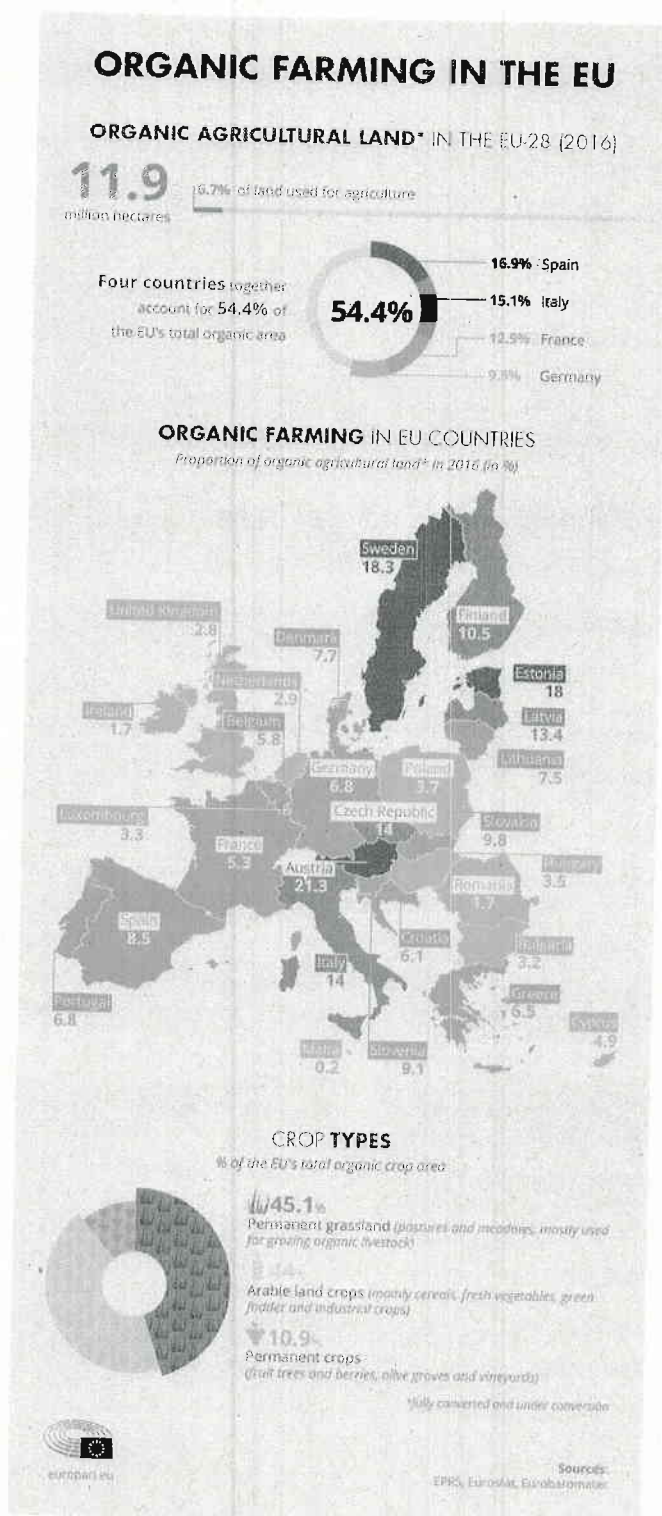 ORGANIC FARMING IN THE EU
ORGANIC AGRICULTURAL LAND* IN THE EU-28 (2016)
11.9
million hectares
6.7% of land used for agriculture
Four countries together
account for 54.4% of
the EU's total organic area
54.4%
16.9% Spain
15.1% Italy
12.9% France
9.5% Germany
ORGANIC FARMING IN EU COUNTRIES
Proportion of organic agricultural land* in 2016 (in %)
Sweden
18.3
Finland
10.5
United Kingdom
2.8
Denmark
7.7
Estonia
18
Netherlands
2.9
Ireland
1.7
Belgium
5.8
Latvia
13.4
Lithuania
7.5
Germany
6.8
Poland
3.7
Luxembourg
3.3
Czech Republic
14
Slovakia
9.8
France
5.3
Austria
21.3
Hungary
3.5
Romania
1.7
Spain
8.5
Croatia
6.1
Bulgaria
3.2
Italy
14
Portugal
6.8
Greece
6.5
Cyprus
4.9
Malta
0.2
Slovenia
9.1
CROP TYPES
% of the EU's total organic crop area
45.1%
Permanent grassland (pastures and meadows, mostly used
for grazing organic livestock)
44%
Arable land crops (mainly cereals, fresh vegetables, green
fodder and industrial crops)
10.9%
Permanent crops
(fruit trees and berries, olive groves and vineyards)
*fully converted and under conversion
europarl.eu
Sources:
EPRS, Eurostat, Eurobarometer